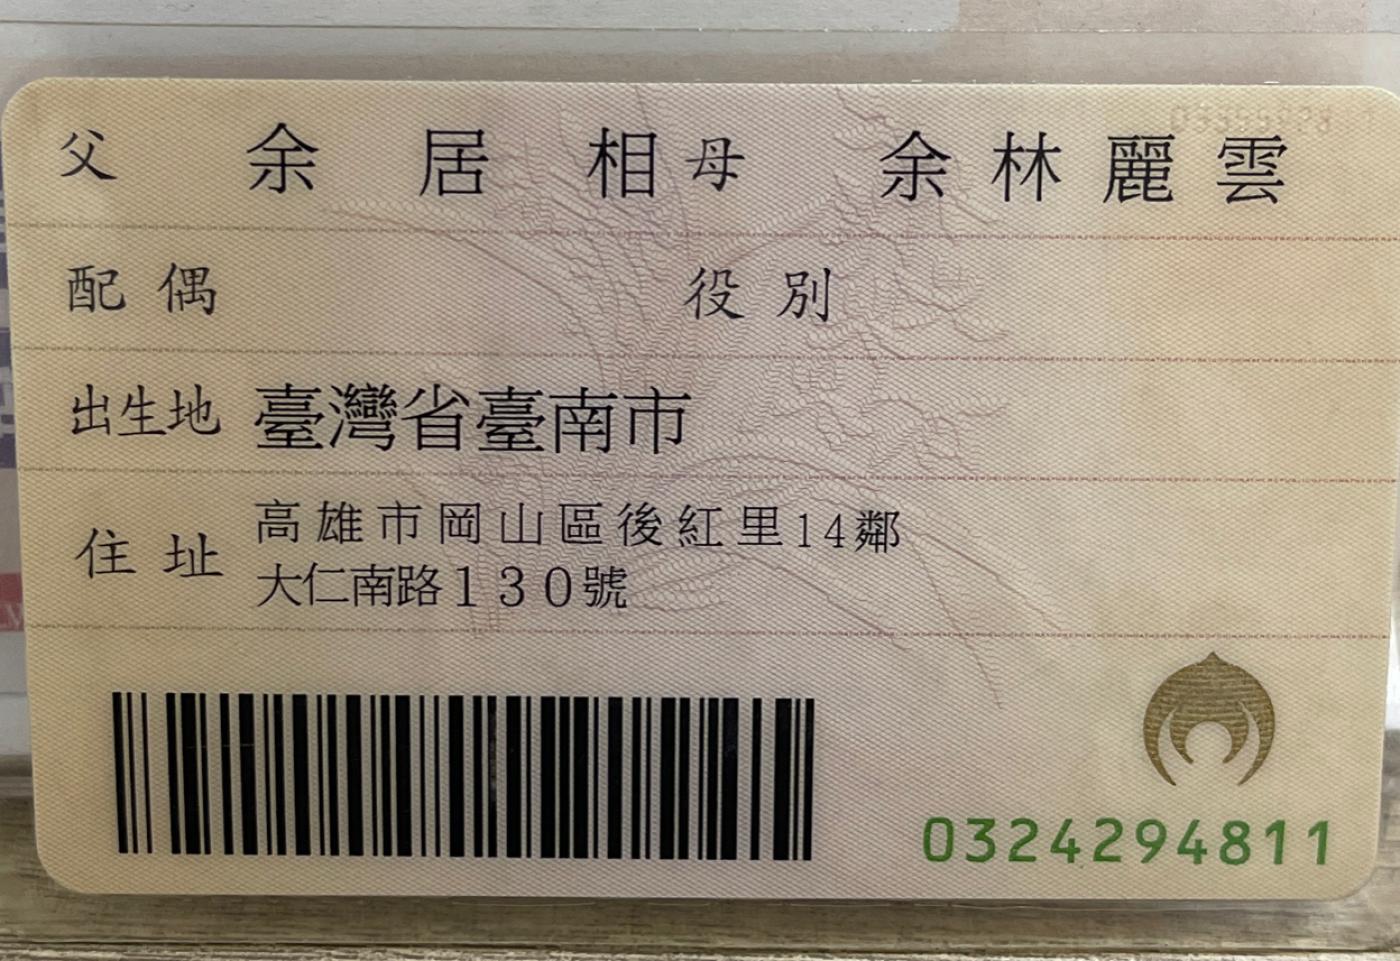 父 余居相 母 余林麗雲
配偶 役別
出生地 臺灣省臺南市
住址 高雄市岡山區後紅里14鄰
大仁南路130號
0324294811